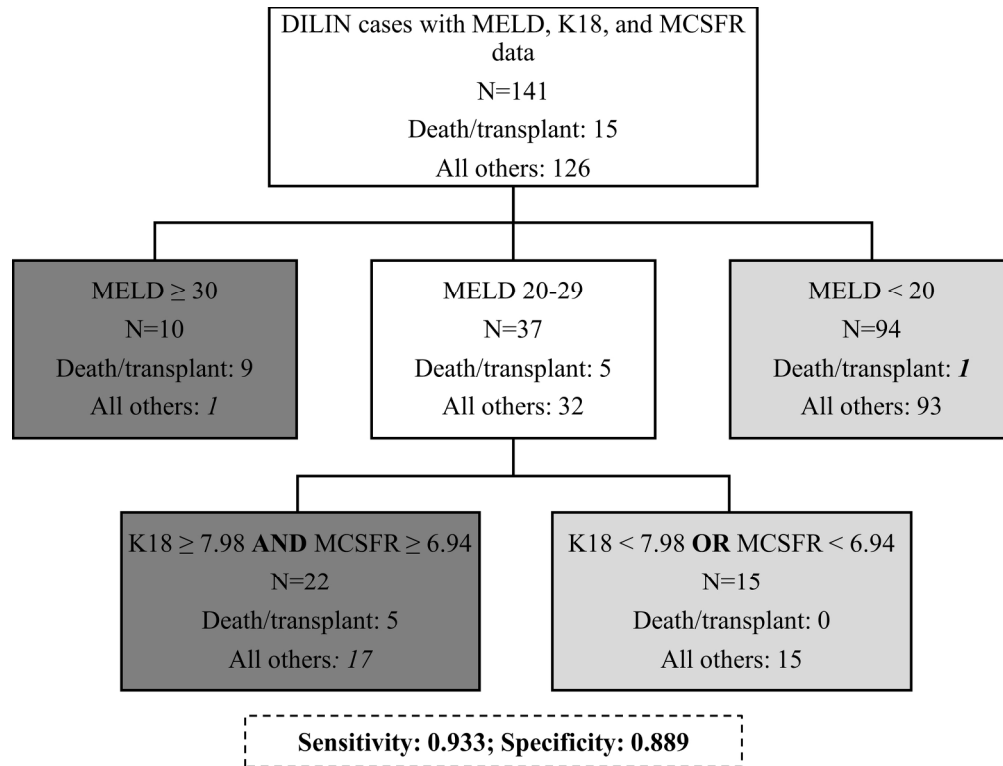 DILIN cases with MELD, K18, and MCSFR
data
N=141
Death/transplant: 15
All others: 126
MELD ≥ 30
N=10
Death/transplant: 9
All others: 1
MELD 20-29
N=37
Death/transplant: 5
All others: 32
MELD < 20
N=94
Death/transplant: 1
All others: 93
K18 ≥ 7.98 AND MCSFR ≥ 6.94
N=22
Death/transplant: 5
All others: 17
K18 < 7.98 OR MCSFR < 6.94
N=15
Death/transplant: 0
All others: 15
Sensitivity: 0.933; Specificity: 0.889